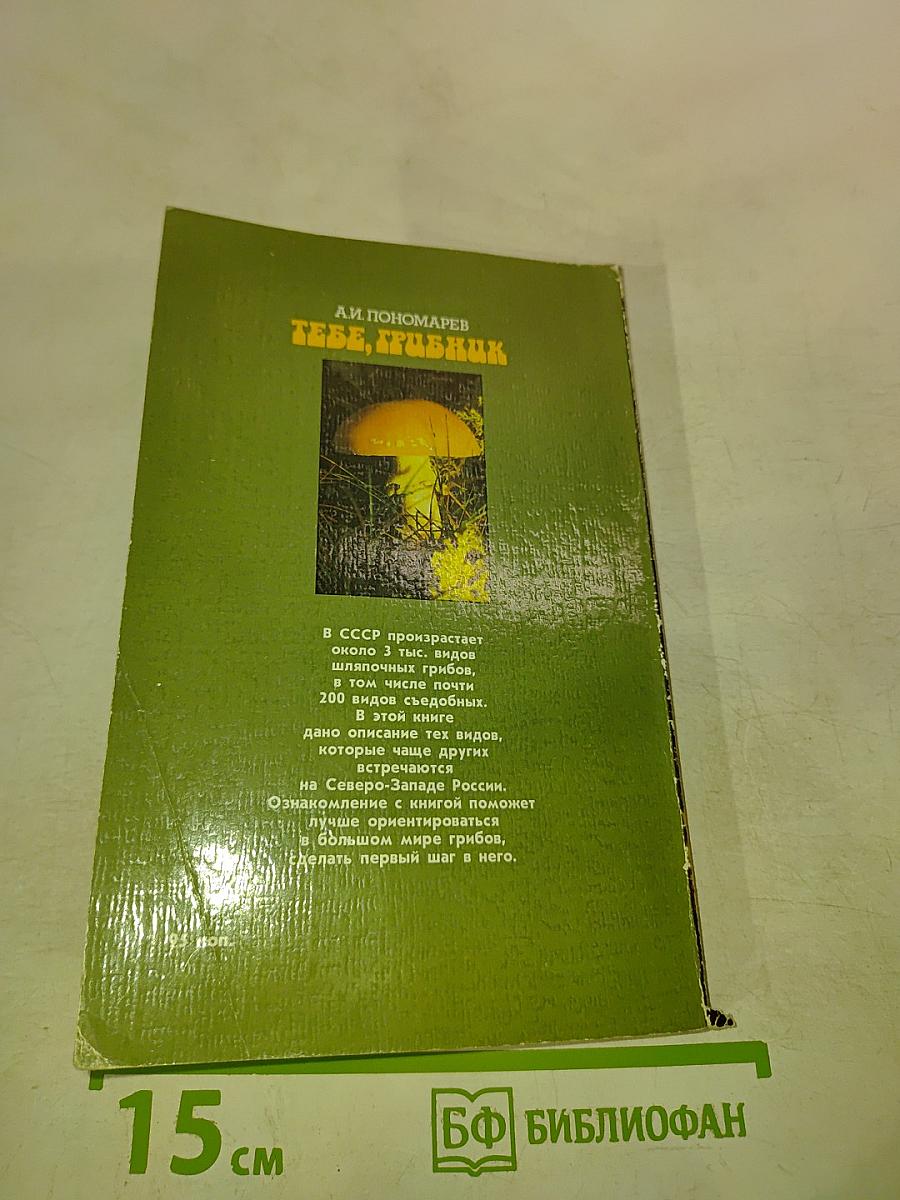 А.И. ПОНОМАРЕВ
ТЕБЕ, ГРИБНИК
В СССР произрастает
около 3 тыс. видов
шляпочных грибов,
в том числе почти
200 видов съедобных.
В этой книге
дано описание тех видов,
которые чаще других
встречаются
на Северо-Западе России.
Ознакомление с книгой поможет
лучше ориентироваться
в большом мире грибов,
сделать первый шаг в него.
коп.
15 см
БФ БИБЛИОФАН